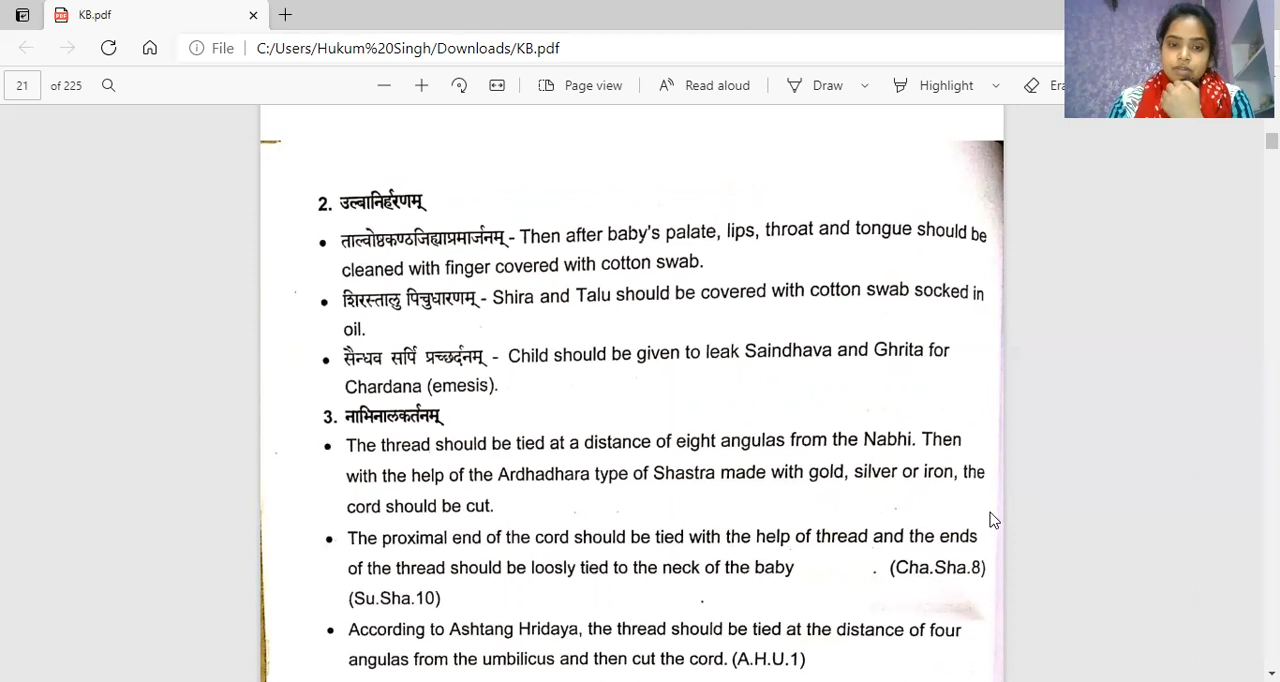 KB.pdf
File C:/Users/Hukum%20Singh/Downloads/KB.pdf
21 of 225 Page view Read aloud Draw Highlight Era
2. उल्वानिर्हरणम्
• ताल्वोष्ठकण्ठजिह्वाप्रमार्जनम् - Then after baby's palate, lips, throat and tongue should be
cleaned with finger covered with cotton swab.
• शिरस्तालु पिचुधारणम् - Shira and Talu should be covered with cotton swab socked in
oil.
• सैन्धव सर्पि प्रच्छर्दनम् - Child should be given to leak Saindhava and Ghrita for
Chardana (emesis).
3. नाभिनालकर्तनम्
• The thread should be tied at a distance of eight angulas from the Nabhi. Then
with the help of the Ardhadhara type of Shastra made with gold, silver or iron, the
cord should be cut.
• The proximal end of the cord should be tied with the help of thread and the ends
of the thread should be loosly tied to the neck of the baby . (Cha.Sha.8)
(Su.Sha.10)
• According to Ashtang Hridaya, the thread should be tied at the distance of four
angulas from the umbilicus and then cut the cord. (A.H.U.1)